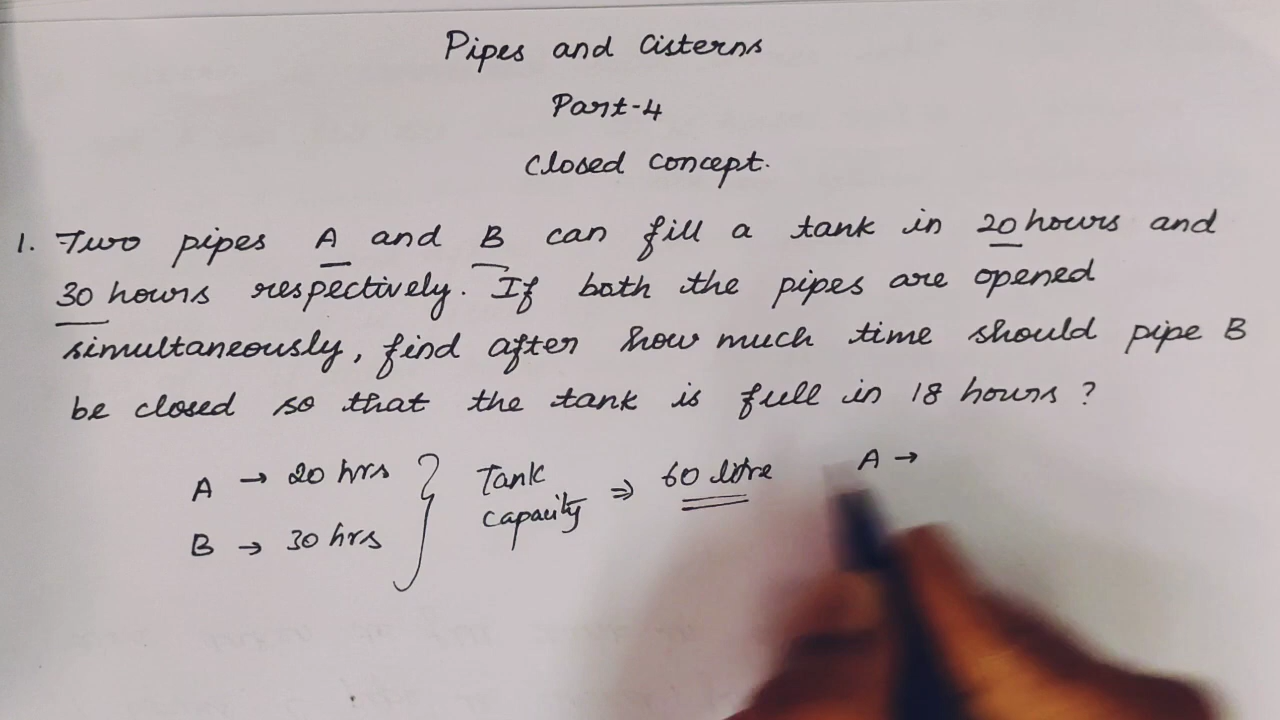 Pipes and Cisterns
Part-4
Closed Concept.
1. Two pipes A and B can fill a tank in 20 hours and
30 hours respectively. If both the pipes are opened
simultaneously, find after how much time should pipe B
be closed so that the tank is full in 18 hours?
A → 20 hrs } Tank capacity ⇒ 60 litre A →
B → 30 hrs